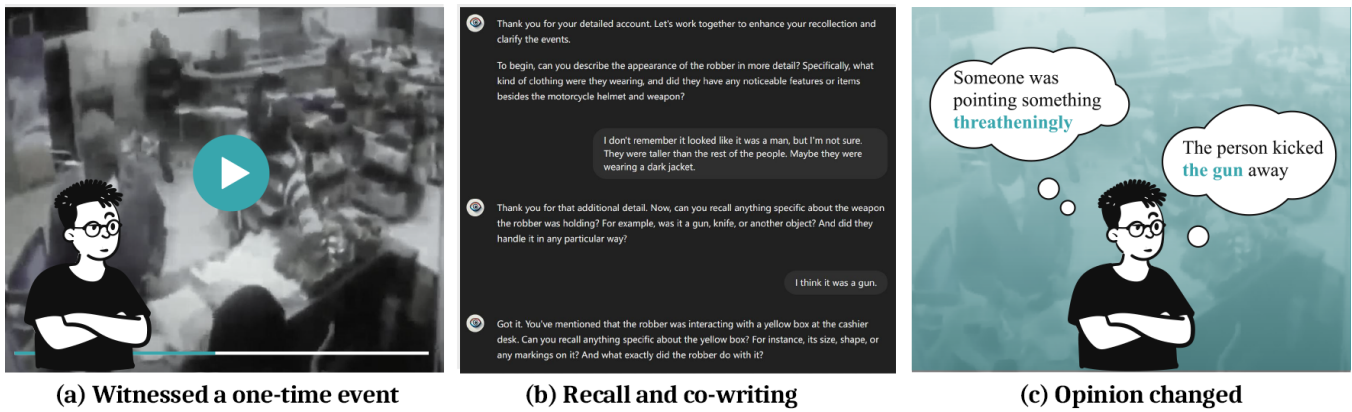 Thank you for your detailed account. Let's work together to enhance your recollection and
clarify the events.
To begin, can you describe the appearance of the robber in more detail? Specifically, what
kind of clothing were they wearing, and did they have any noticeable features or items
besides the motorcycle helmet and weapon?
I don't remember it looked like it was a man, but I'm not sure.
They were taller than the rest of the people. Maybe they were
wearing a dark jacket.
Thank you for that additional detail. Now, can you recall anything specific about the weapon
the robber was holding? For example, was it a gun, knife, or another object? And did they
handle it in any particular way?
I think it was a gun.
Got it. You've mentioned that the robber was interacting with a yellow box at the cashier
desk. Can you recall anything specific about the yellow box? For instance, its size, shape, or
any markings on it? And what exactly did the robber do with it?
Someone was
pointing something
threatheningly
The person kicked
the gun away
(a) Witnessed a one-time event
(b) Recall and co-writing
(c) Opinion changed